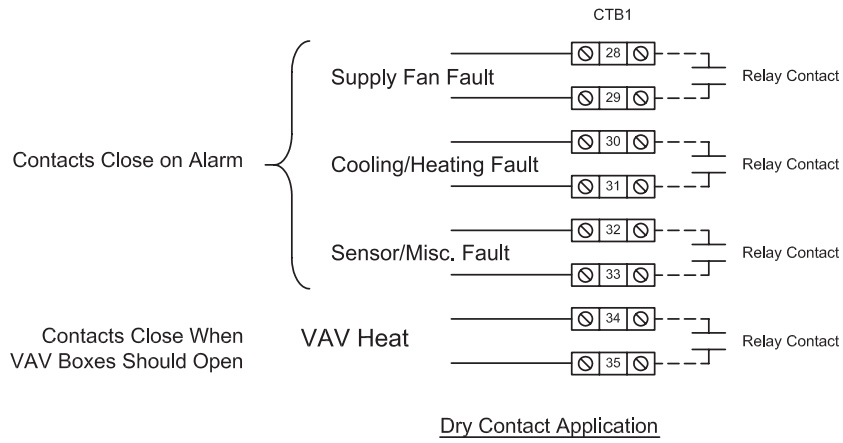 CTB1
28
Supply Fan Fault
Relay Contact
29
30
Contacts Close on Alarm
Cooling/Heating Fault
Relay Contact
31
32
Sensor/Misc. Fault
Relay Contact
33
34
Contacts Close When
VAV Boxes Should Open
VAV Heat
Relay Contact
35
Dry Contact Application